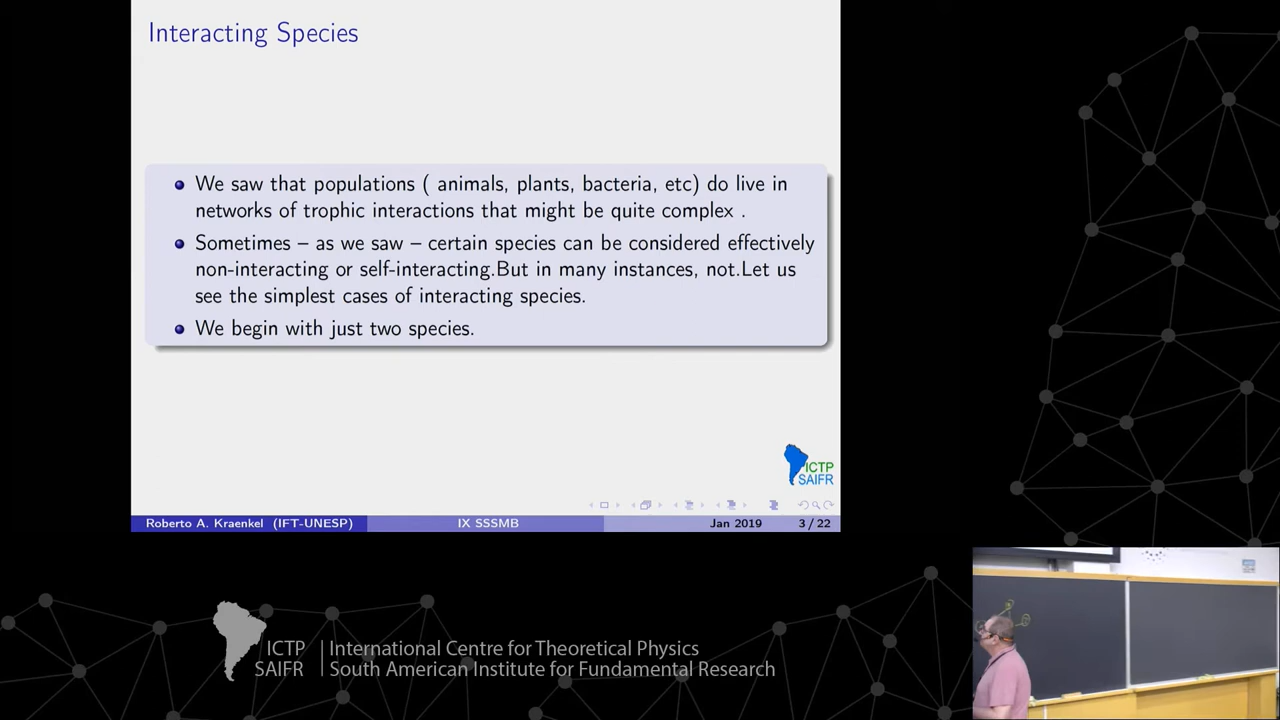 Interacting Species
We saw that populations ( animals, plants, bacteria, etc) do live in
networks of trophic interactions that might be quite complex .
Sometimes – as we saw – certain species can be considered effectively
non-interacting or self-interacting.But in many instances, not.Let us
see the simplest cases of interacting species.
We begin with just two species.
ICTP
SAIFR
Roberto A. Kraenkel (IFT-UNESP) IX SSSMB Jan 2019 3 / 22
ICTP International Centre for Theoretical Physics
SAIFR South American Institute for Fundamental Research